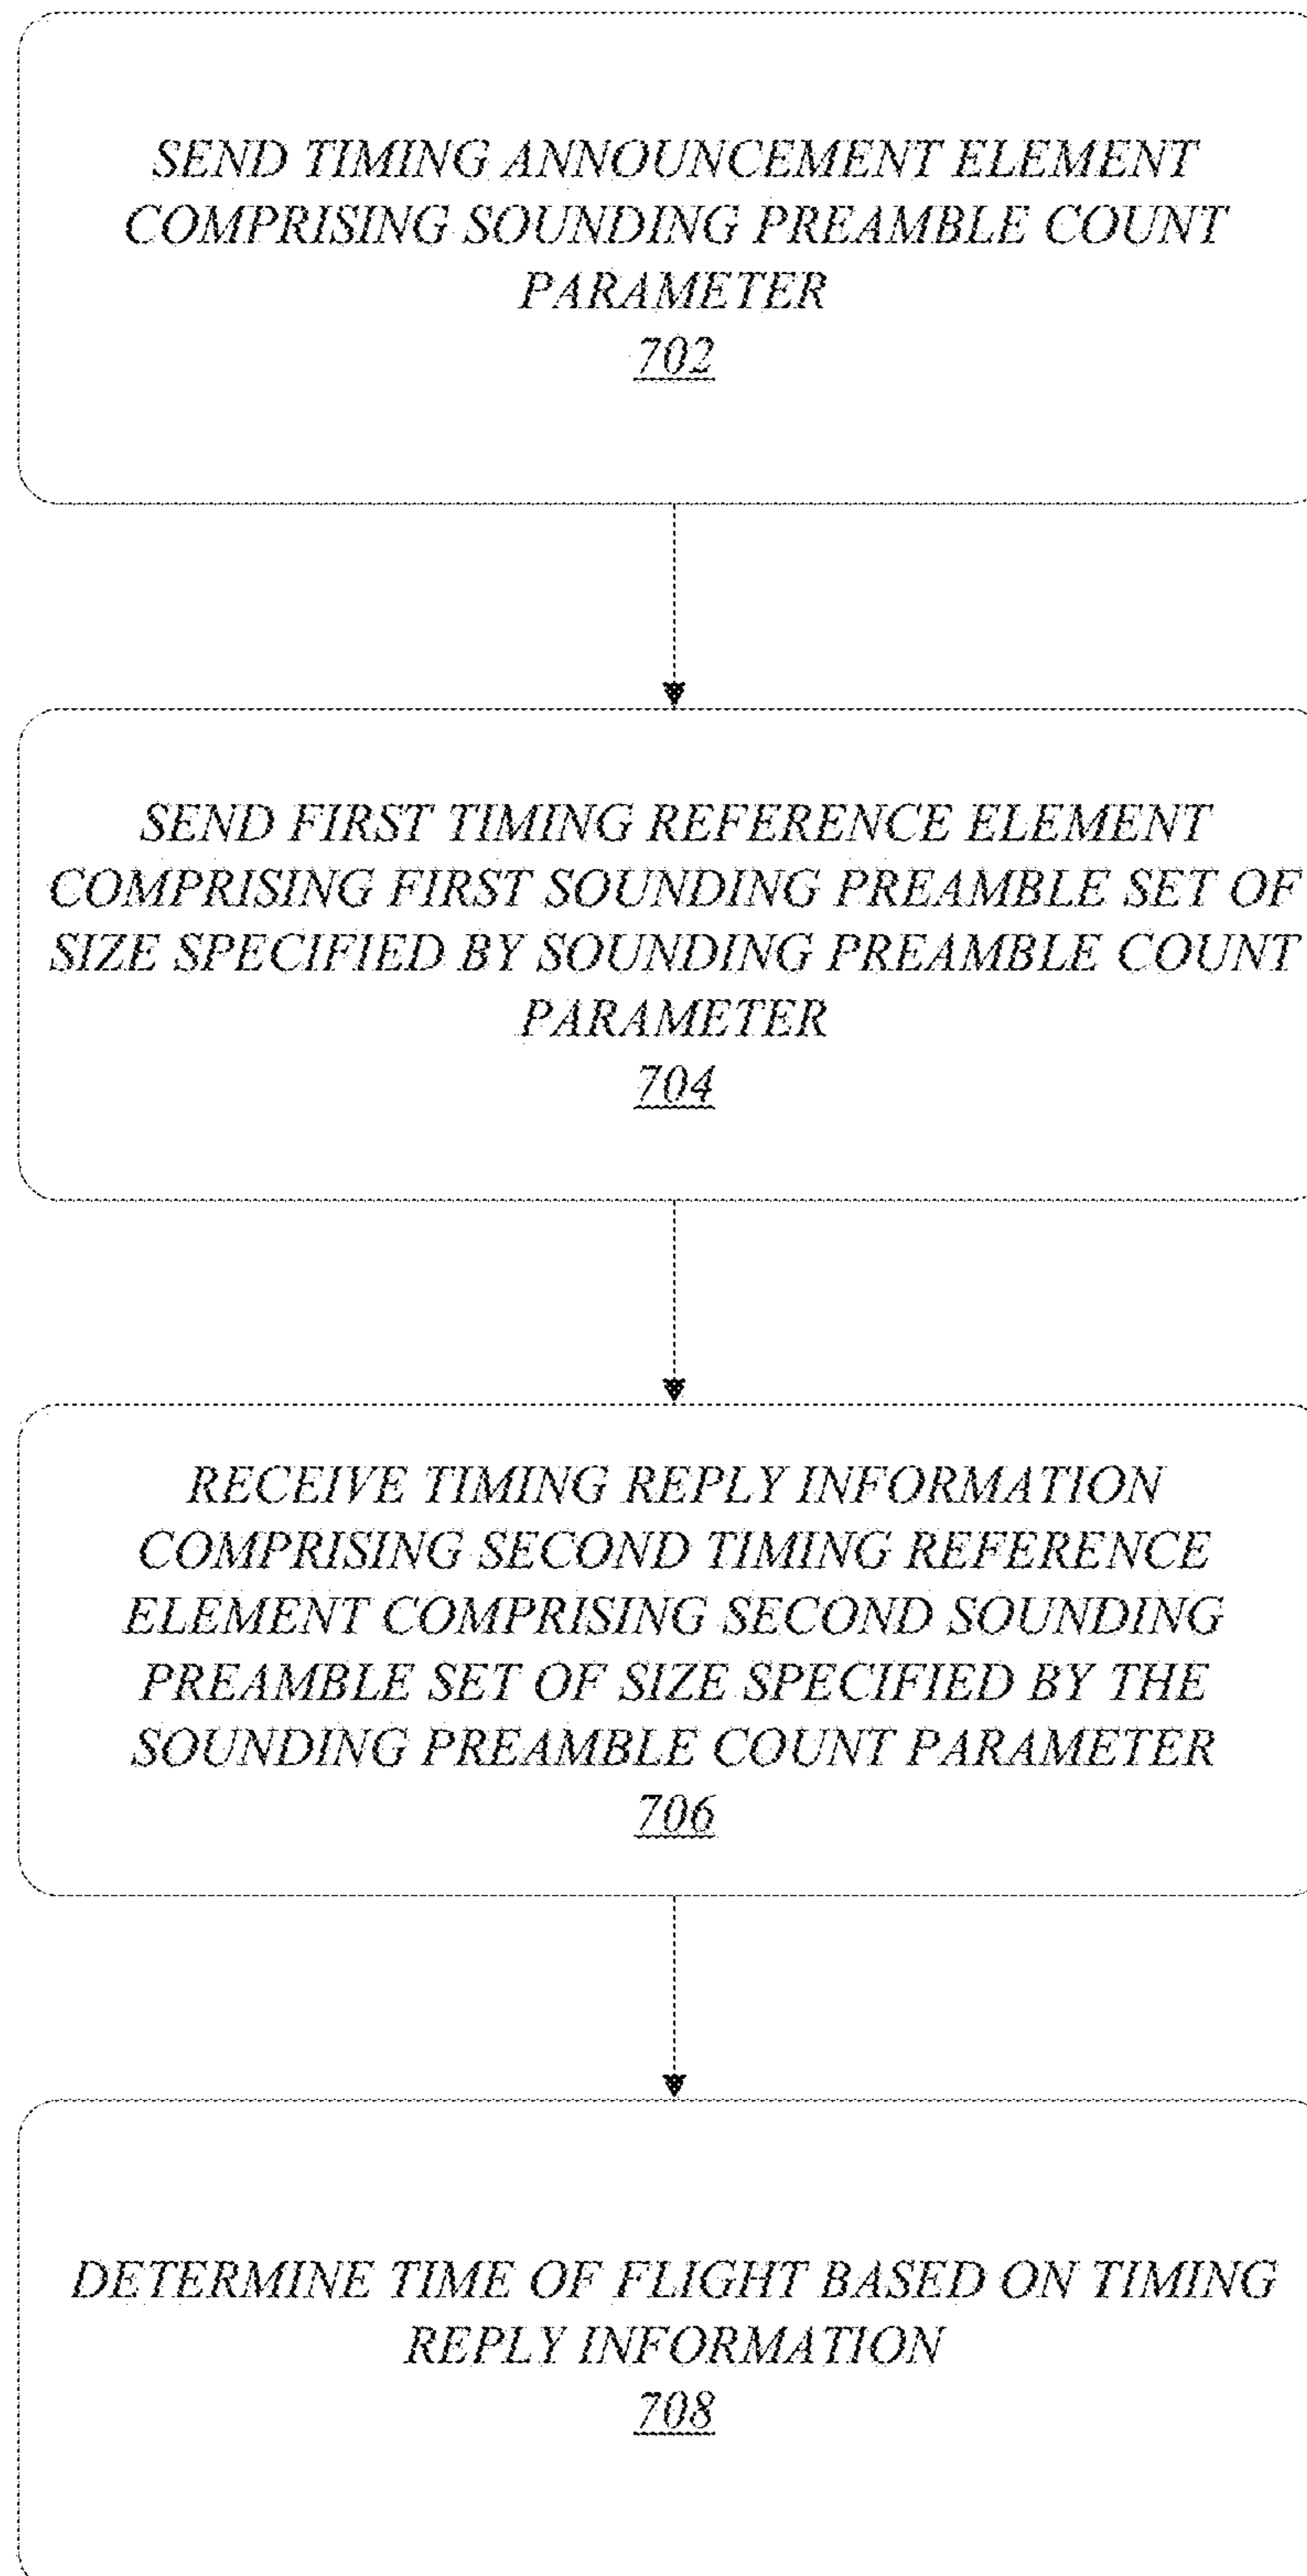 SEND TIMING ANNOUNCEMENT ELEMENT
COMPRISING SOUNDING PREAMBLE COUNT
PARAMETER
702
SEND FIRST TIMING REFERENCE ELEMENT
COMPRISING FIRST SOUNDING PREAMBLE SET OF
SIZE SPECIFIED BY SOUNDING PREAMBLE COUNT
PARAMETER
704
RECEIVE TIMING REPLY INFORMATION
COMPRISING SECOND TIMING REFERENCE
ELEMENT COMPRISING SECOND SOUNDING
PREAMBLE SET OF SIZE SPECIFIED BY THE
SOUNDING PREAMBLE COUNT PARAMETER
706
DETERMINE TIME OF FLIGHT BASED ON TIMING
REPLY INFORMATION
708